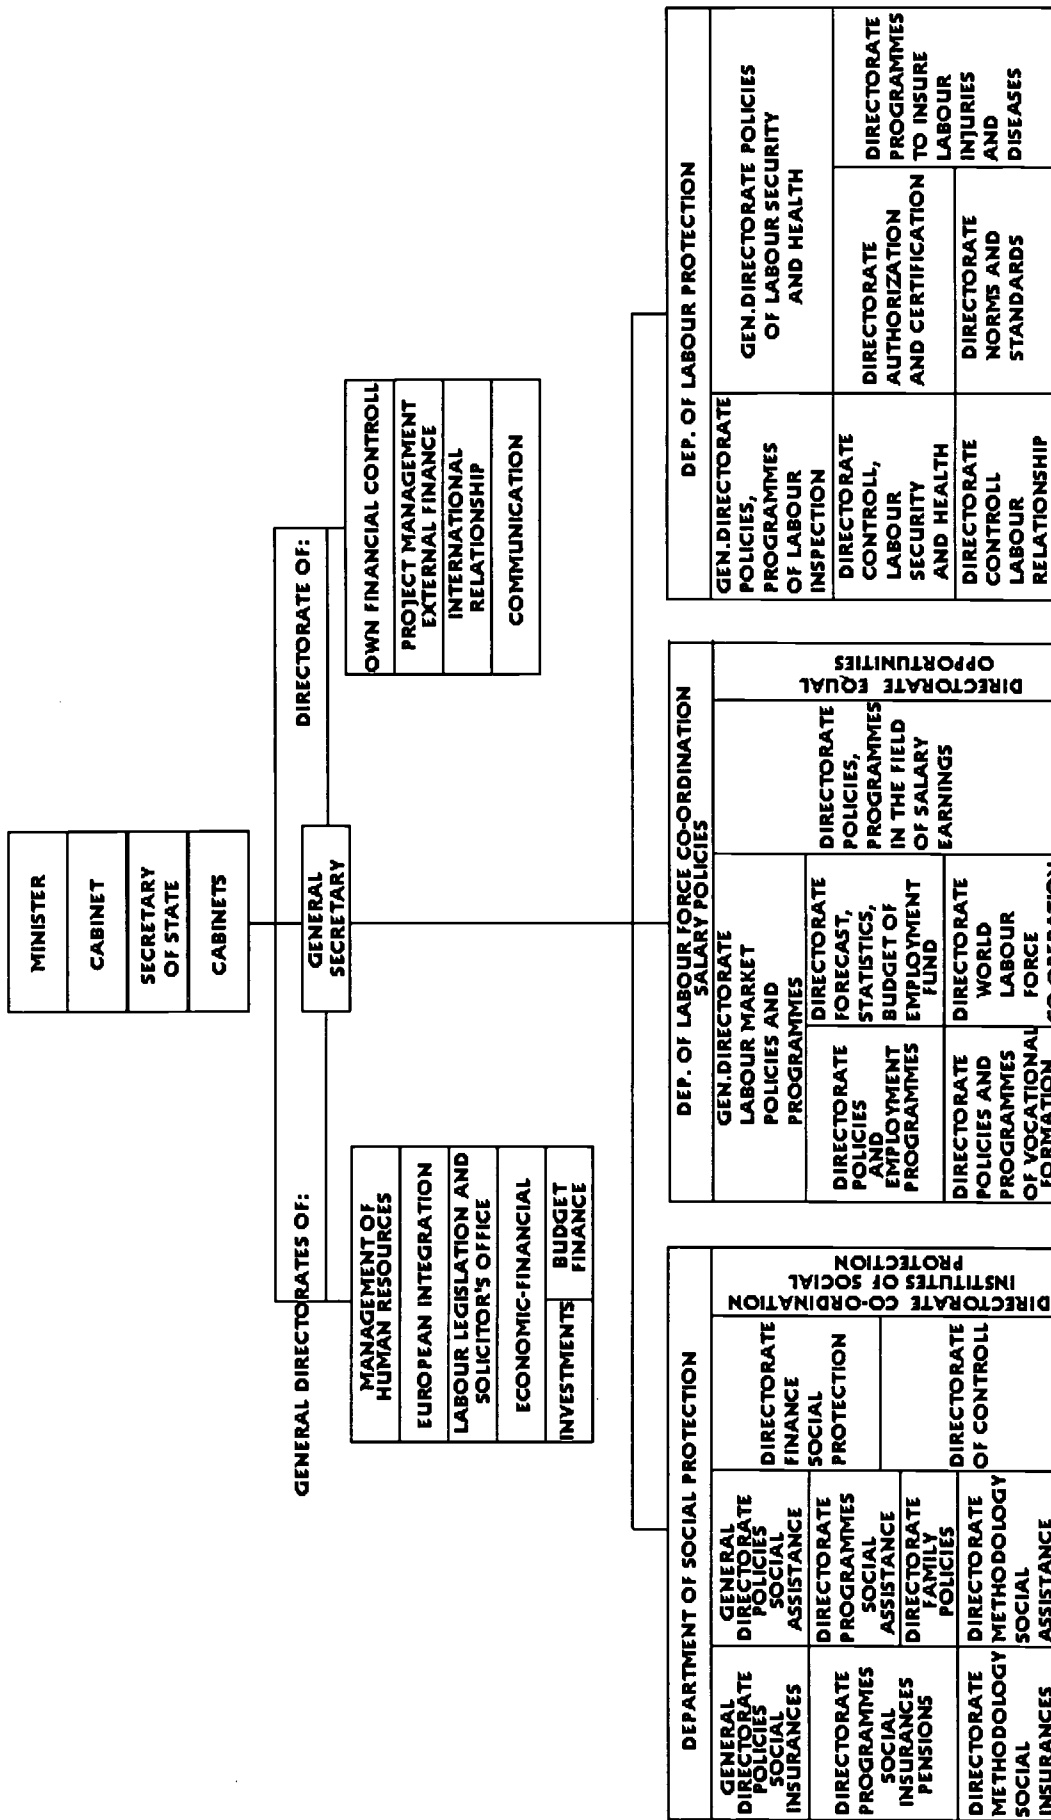 MINISTER
CABINET
SECRETARY
OF STATE
CABINETS
GENERAL
SECRETARY
GENERAL DIRECTORATES OF:
MANAGEMENT OF
HUMAN RESOURCES
EUROPEAN INTEGRATION
LABOUR LEGISLATION AND
SOLICITOR'S OFFICE
ECONOMIC-FINANCIAL
INVESTMENTS
BUDGET
FINANCE
DIRECTORATE OF:
OWN FINANCIAL CONTROLL
PROJECT MANAGEMENT
EXTERNAL FINANCE
INTERNATIONAL
RELATIONSHIP
COMMUNICATION
DEPARTMENT OF SOCIAL PROTECTION
GENERAL
DIRECTORATE
POLICIES
SOCIAL
INSURANCES
DIRECTORATE
PROGRAMMES
SOCIAL
INSURANCES
PENSIONS
DIRECTORATE
METHODOLOGY
SOCIAL
INSURANCES
GENERAL
DIRECTORATE
POLICIES
SOCIAL
ASSISTANCE
DIRECTORATE
PROGRAMMES
SOCIAL
ASSISTANCE
DIRECTORATE
FAMILY
POLICIES
DIRECTORATE
METHODOLOGY
SOCIAL
ASSISTANCE
DIRECTORATE
FINANCE
SOCIAL
PROTECTION
DIRECTORATE
OF CONTROLL
DIRECTORATE CO-ORDINATION
INSTITUTES OF SOCIAL
PROTECTION
DEP. OF LABOUR FORCE CO-ORDINATION
SALARY POLICIES
GEN.DIRECTORATE
LABOUR MARKET
POLICIES AND
PROGRAMMES
DIRECTORATE
POLICIES
AND
EMPLOYMENT
PROGRAMMES
DIRECTORATE
POLICIES AND
PROGRAMMES
OF VOCATIONAL
FORMATION
DIRECTORATE
FORECAST,
STATISTICS,
BUDGET OF
EMPLOYMENT
FUND
DIRECTORATE
WORLD
LABOUR
FORCE
DIRECTORATE
POLICIES,
PROGRAMMES
IN THE FIELD
OF SALARY
EARNINGS
DIRECTORATE EQUAL
OPPORTUNITIES
DEP. OF LABOUR PROTECTION
GEN.DIRECTORATE
POLICIES,
PROGRAMMES
OF LABOUR
INSPECTION
DIRECTORATE
CONTROLL,
LABOUR
SECURITY
AND HEALTH
DIRECTORATE
CONTROLL
LABOUR
RELATIONSHIP
GEN.DIRECTORATE POLICIES
OF LABOUR SECURITY
AND HEALTH
DIRECTORATE
AUTHORIZATION
AND CERTIFICATION
DIRECTORATE
NORMS AND
STANDARDS
DIRECTORATE
PROGRAMMES
TO INSURE
LABOUR
INJURIES
AND
DISEASES